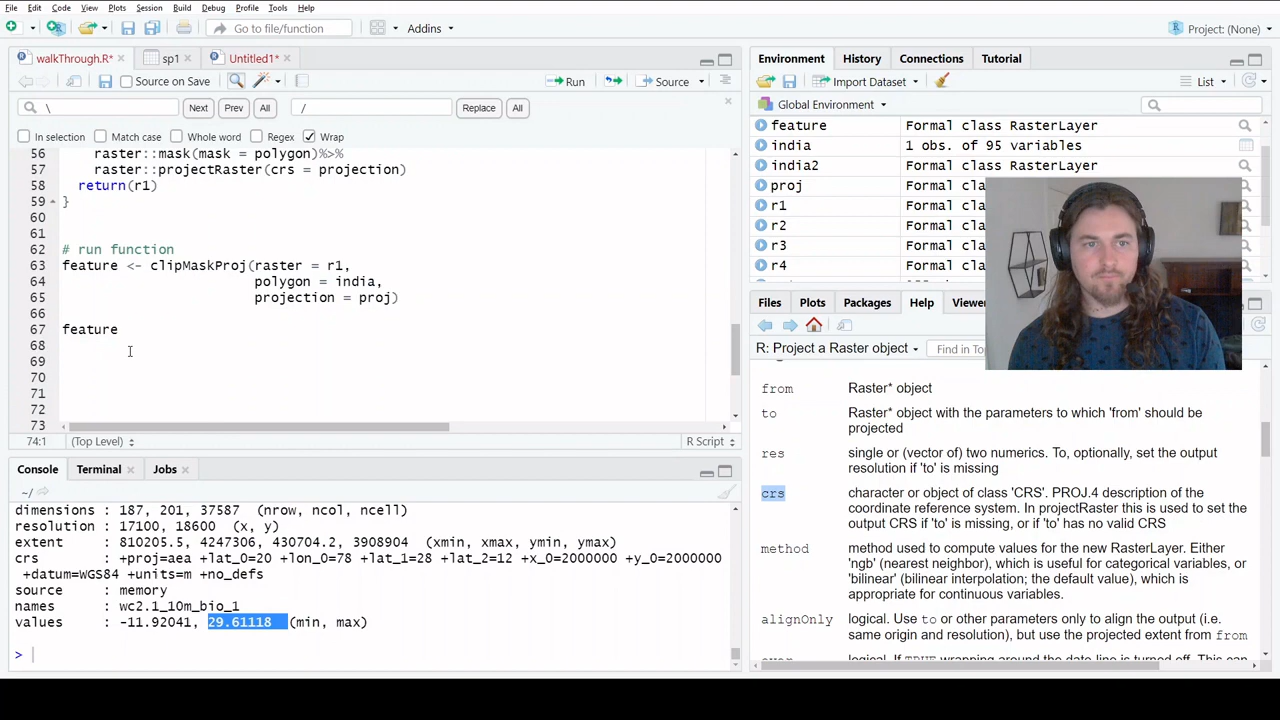 File Edit Code View Plots Session Build Debug Profile Tools Help
Go to file/function Addins Project: (None)
walkThrough.R* sp1 Untitled1*
Source on Save Run Source
\ Next Prev All / Replace All
In selection Match case Whole word Regex Wrap
56 raster::mask(mask = polygon)%>%
57 raster::projectRaster(crs = projection)
58 return(r1)
59 }
60
61
62 # run function
63 feature <- clipMaskProj(raster = r1,
64 polygon = india,
65 projection = proj)
66
67 feature
68
69
70
71
72
73
74:1 (Top Level) R Script
Console Terminal Jobs
~/
dimensions : 187, 201, 37587 (nrow, ncol, ncell)
resolution : 17100, 18600 (x, y)
extent : 810205.5, 4247306, 430704.2, 3908904 (xmin, xmax, ymin, ymax)
crs : +proj=aea +lat_0=20 +lon_0=78 +lat_1=28 +lat_2=12 +x_0=2000000 +y_0=2000000
+datum=WGS84 +units=m +no_defs
source : memory
names : wc2.1_10m_bio_1
values : -11.92041, 29.61118 (min, max)
>
Environment History Connections Tutorial
Import Dataset List
Global Environment
feature Formal class RasterLayer
india 1 obs. of 95 variables
india2 Formal class RasterLayer
proj Formal c
r1 Formal c
r2 Formal c
r3 Formal c
r4 Formal c
Files Plots Packages Help Viewer
R: Project a Raster object Find in To
from Raster* object
to Raster* object with the parameters to which 'from' should be
projected
res single or (vector of) two numerics. To, optionally, set the output
resolution if 'to' is missing
crs character or object of class 'CRS'. PROJ.4 description of the
coordinate reference system. In projectRaster this is used to set the
output CRS if 'to' is missing, or if 'to' has no valid CRS
method method used to compute values for the new RasterLayer. Either
'ngb' (nearest neighbor), which is useful for categorical variables, or
'bilinear' (bilinear interpolation; the default value), which is
appropriate for continuous variables.
alignOnly logical. Use to or other parameters only to align the output (i.e.
same origin and resolution), but use the projected extent from from
over logical. If TRUE wrapping around the date line is turned off. This can